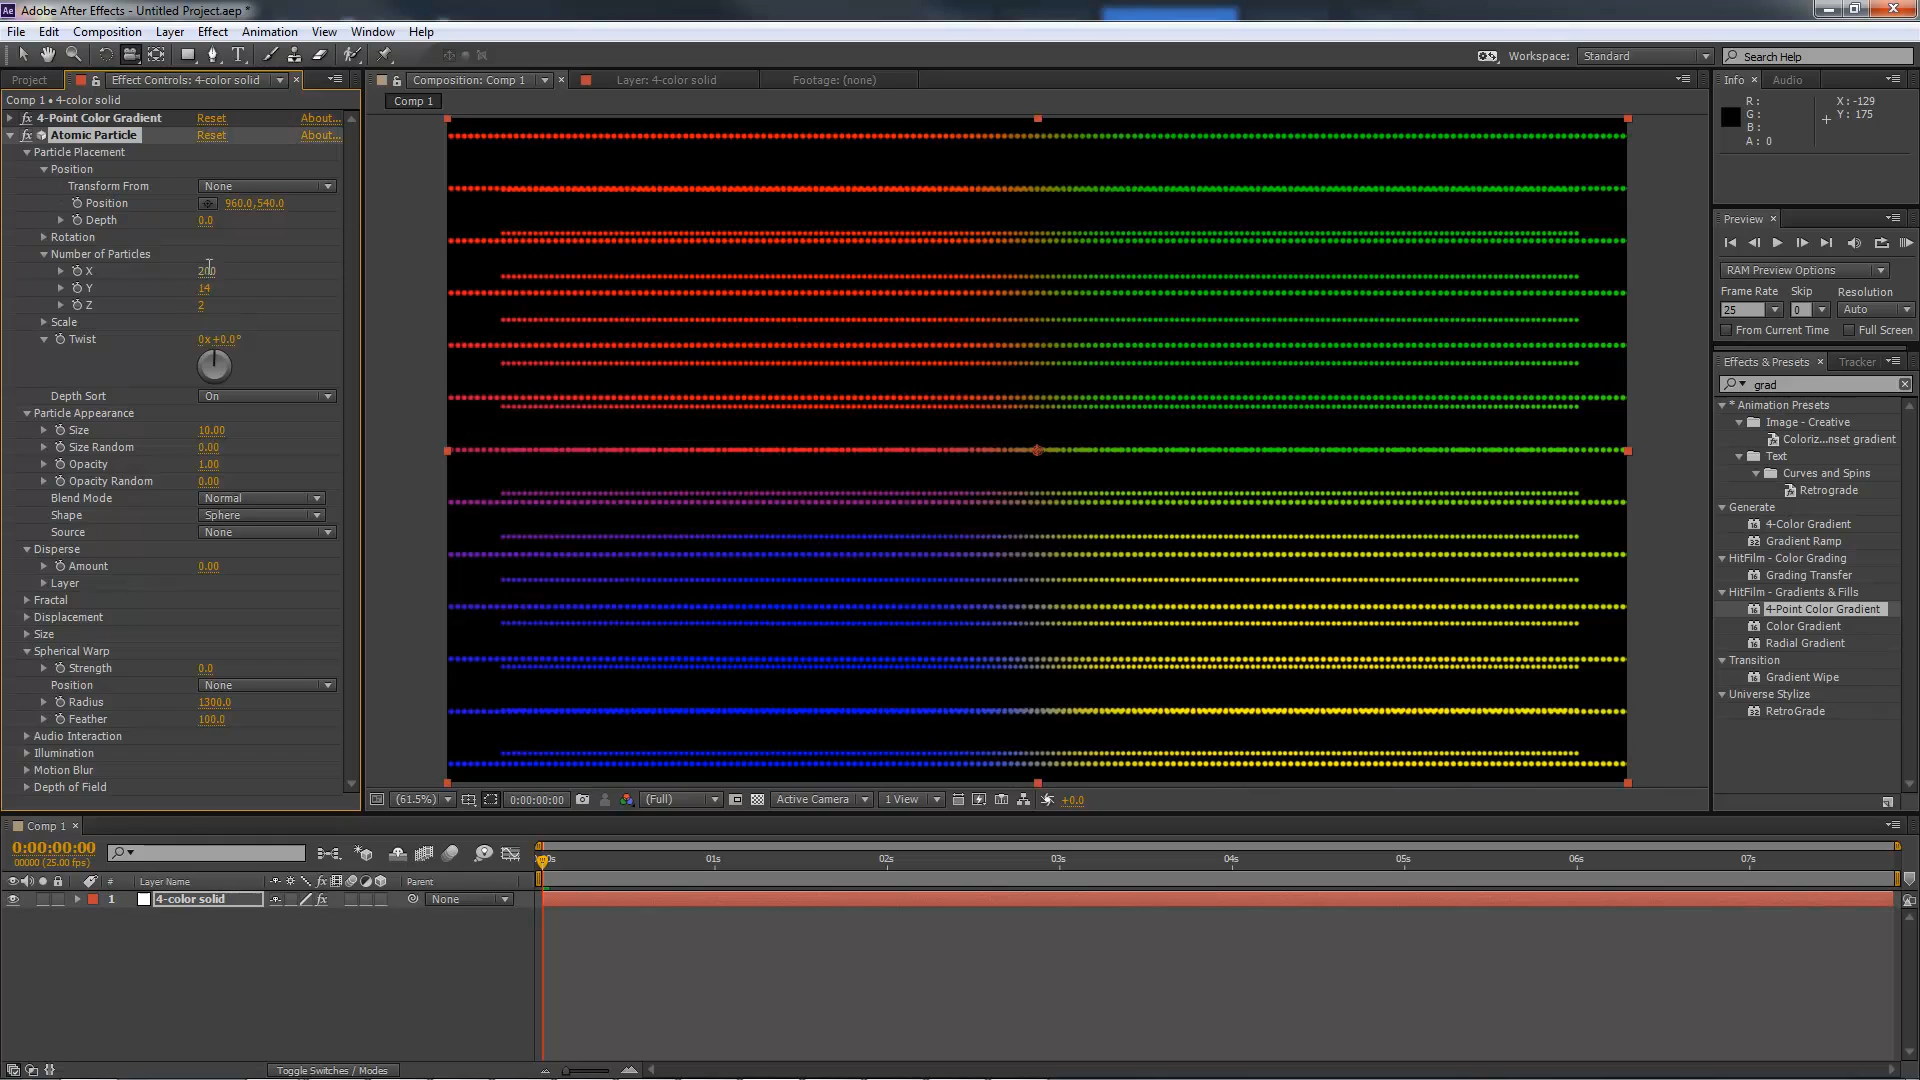 Adobe After Effects - Untitled Project.aep *
File Edit Composition Layer Effect Animation View Window Help
Workspace: Standard Search Help
Project Effect Controls: 4-color solid Composition: Comp 1 Layer: 4-color solid Footage: (none) Info Audio
Comp 1 • 4-color solid
Comp 1
fx 4-Point Color Gradient Reset About...
fx Atomic Particle Reset About...
Particle Placement
Position
Transform From None
Position 960.0,540.0
Depth 0.0
Rotation
Number of Particles
X 200
Y 14
Z 2
Scale
Twist 0x+0.0°
Depth Sort On
Particle Appearance
Size 10.00
Size Random 0.00
Opacity 1.00
Opacity Random 0.00
Blend Mode Normal
Shape Sphere
Source None
Disperse
Amount 0.00
Layer
Fractal
Displacement
Size
Spherical Warp
Strength 0.0
Position None
Radius 1300.0
Feather 100.0
Audio Interaction
Illumination
Motion Blur
Depth of Field
R: X: -129
G: Y: 175
B:
A: 0
Preview
RAM Preview Options
Frame Rate Skip Resolution
25 0 Auto
From Current Time Full Screen
Effects & Presets Tracker
grad
* Animation Presets
Image - Creative
Coloriz...nset gradient
Text
Curves and Spins
Retrograde
Generate
4-Color Gradient
Gradient Ramp
HitFilm - Color Grading
Grading Transfer
HitFilm - Gradients & Fills
4-Point Color Gradient
Color Gradient
Radial Gradient
Transition
Gradient Wipe
Universe Stylize
RetroGrade
(61.5%) 0:00:00:00 (Full) Active Camera 1 View +0.0
Comp 1
0:00:00:00
00000 (25.00 fps)
01s 02s 03s 04s 05s 06s 07s
# Layer Name fx Parent
1 4-color solid fx None
Toggle Switches / Modes